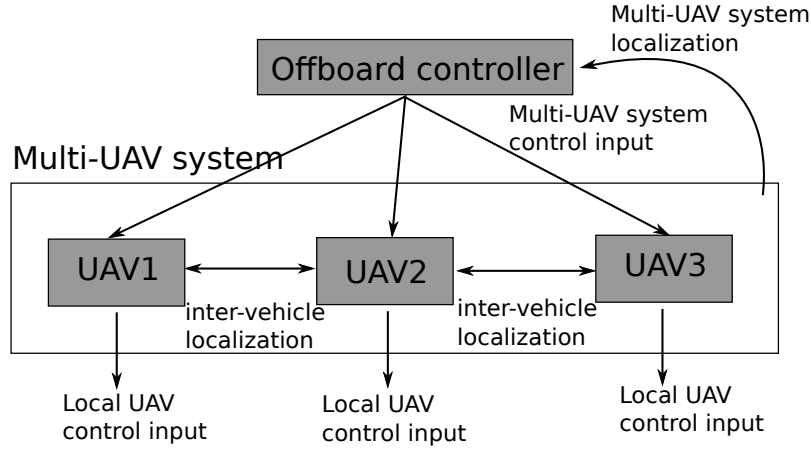 Multi-UAV system
localization
Offboard controller
Multi-UAV system
control input
Multi-UAV system
UAV1
UAV2
UAV3
inter-vehicle
localization
inter-vehicle
localization
Local UAV
control input
Local UAV
control input
Local UAV
control input